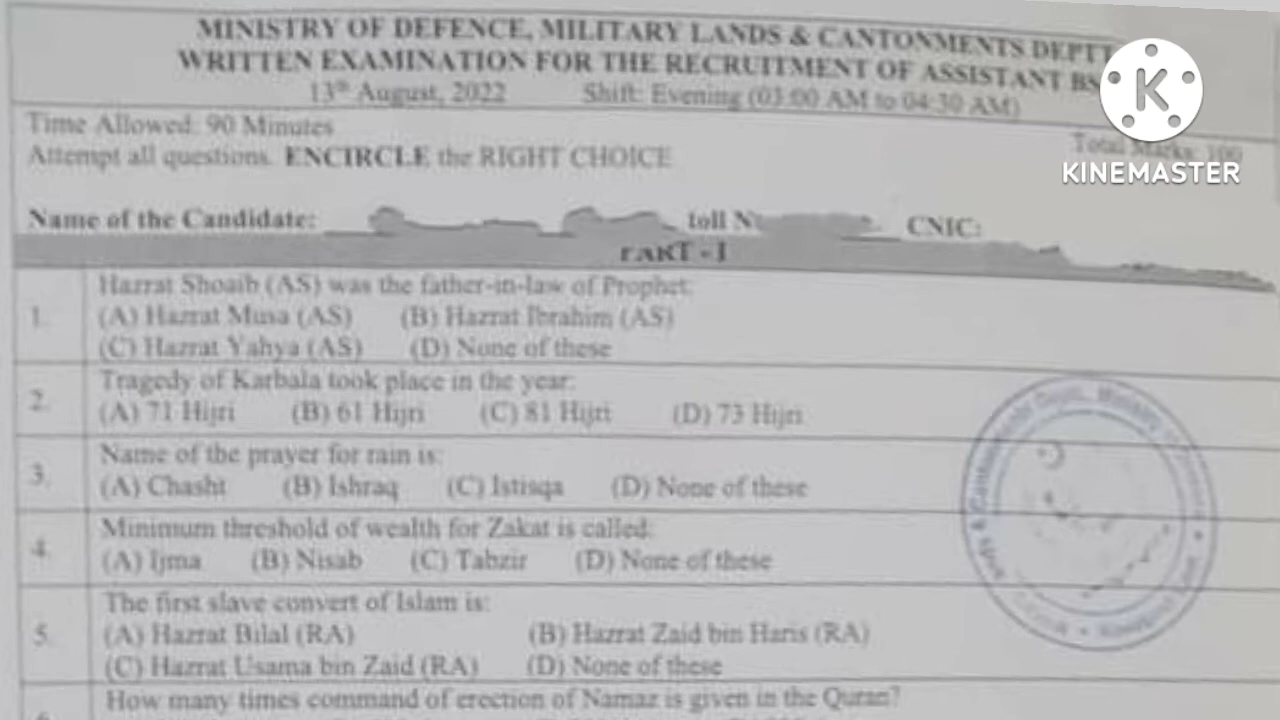 MINISTRY OF DEFENCE, MILITARY LANDS & CANTONMENTS DEPTT
WRITTEN EXAMINATION FOR THE RECRUITMENT OF ASSISTANT
13th August, 2022 Shift: Evening (03:00 AM to 04:30 AM)
Time Allowed: 90 Minutes
Total Marks: 100
Attempt all questions. ENCIRCLE the RIGHT CHOICE
K
KINEMASTER
Name of the Candidate: CNIC:
PART - I
1. Hazrat Shoaib (AS) was the father-in-law of Prophet:
(A) Hazrat Musa (AS) (B) Hazrat Ibrahim (AS)
(C) Hazrat Yahya (AS) (D) None of these
2. Tragedy of Karbala took place in the year:
(A) 71 Hijri (B) 61 Hijri (C) 81 Hijri (D) 73 Hijri
3. Name of the prayer for rain is:
(A) Chasht (B) Ishraq (C) Istisqa (D) None of these
4. Minimum threshold of wealth for Zakat is called:
(A) Ijma (B) Nisab (C) Tabzir (D) None of these
5. The first slave convert of Islam is:
(A) Hazrat Bilal (RA) (B) Hazrat Zaid bin Haris (RA)
(C) Hazrat Usama bin Zaid (RA) (D) None of these
How many times command of erection of Namaz is given in the Quran?